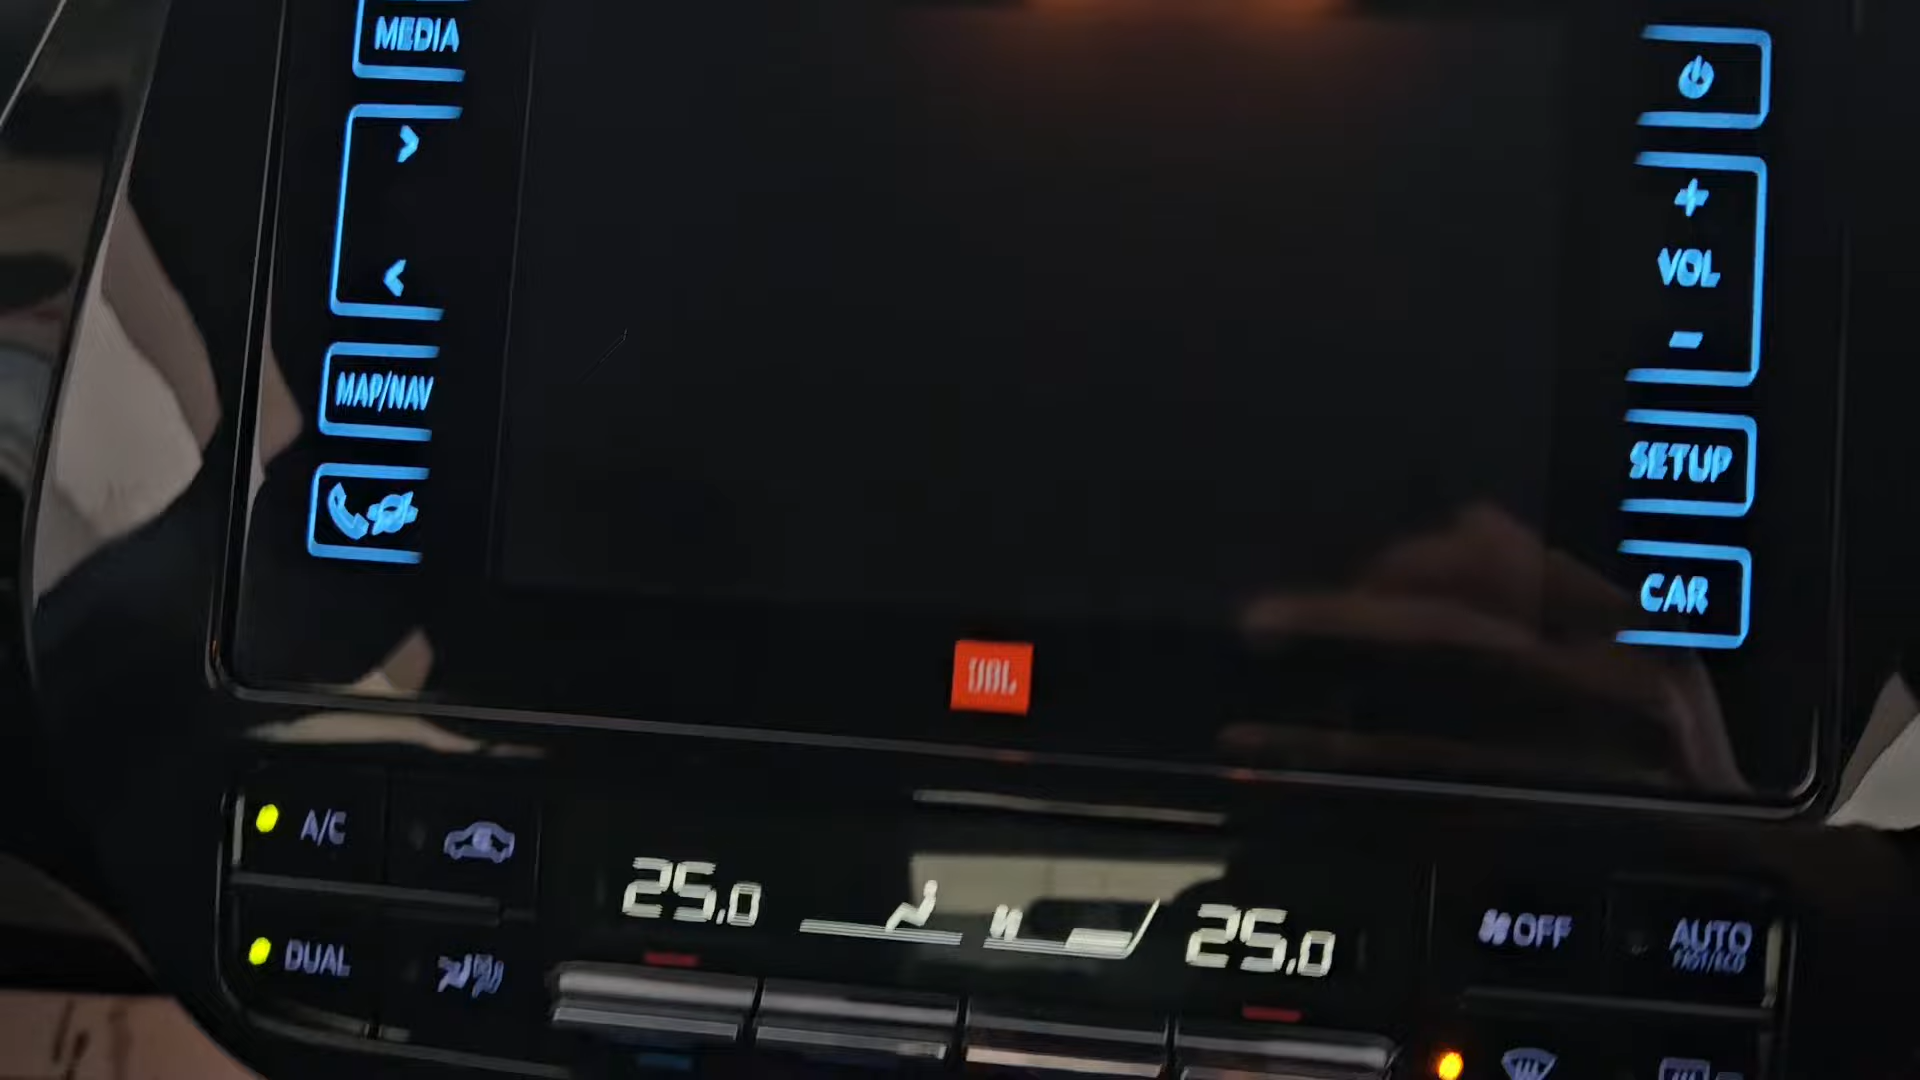 MEDIA
>
+
VOL
<
-
MAP/NAV
SETUP
CAR
JBL
A/C
25.0
25.0
OFF
AUTO
DUAL